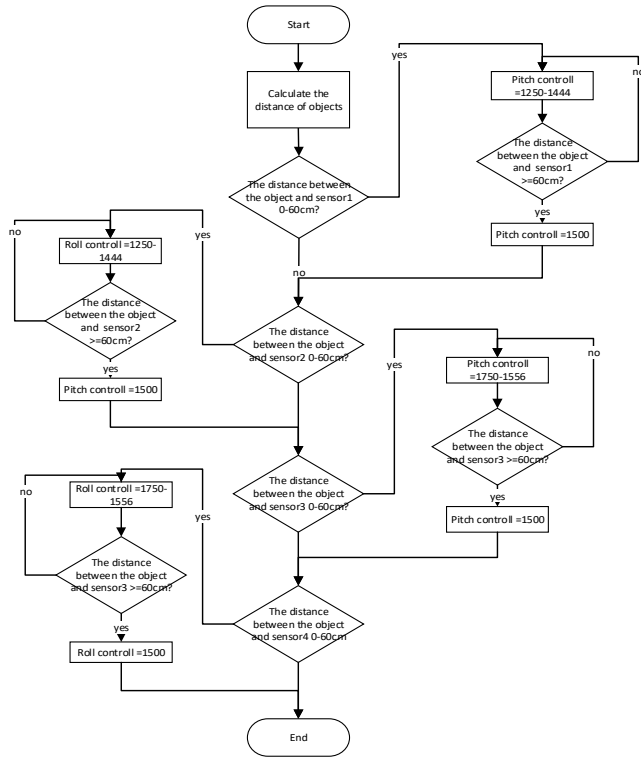 Start
yes
no
Calculate the
distance of objects
Pitch controll
=1250-1444
The distance
between the object
and sensor1
>=60cm?
The distance between
the object and sensor1
0-60cm?
yes
Pitch controll =1500
no
yes
no
Roll controll =1250-
1444
The distance
between the object
and sensor2
>=60cm?
The distance
between the object
and sensor2 0-60cm?
yes
Pitch controll =1500
yes
no
Pitch controll
=1750-1556
The distance
between the object
and sensor3 >=60cm?
yes
Pitch controll =1500
The distance
between the object
and sensor3 0-60cm?
no
yes
Roll controll =1750-
1556
The distance
between the object
and sensor3 >=60cm?
yes
Roll controll =1500
The distance
between the object
and sensor4 0-60cm
End